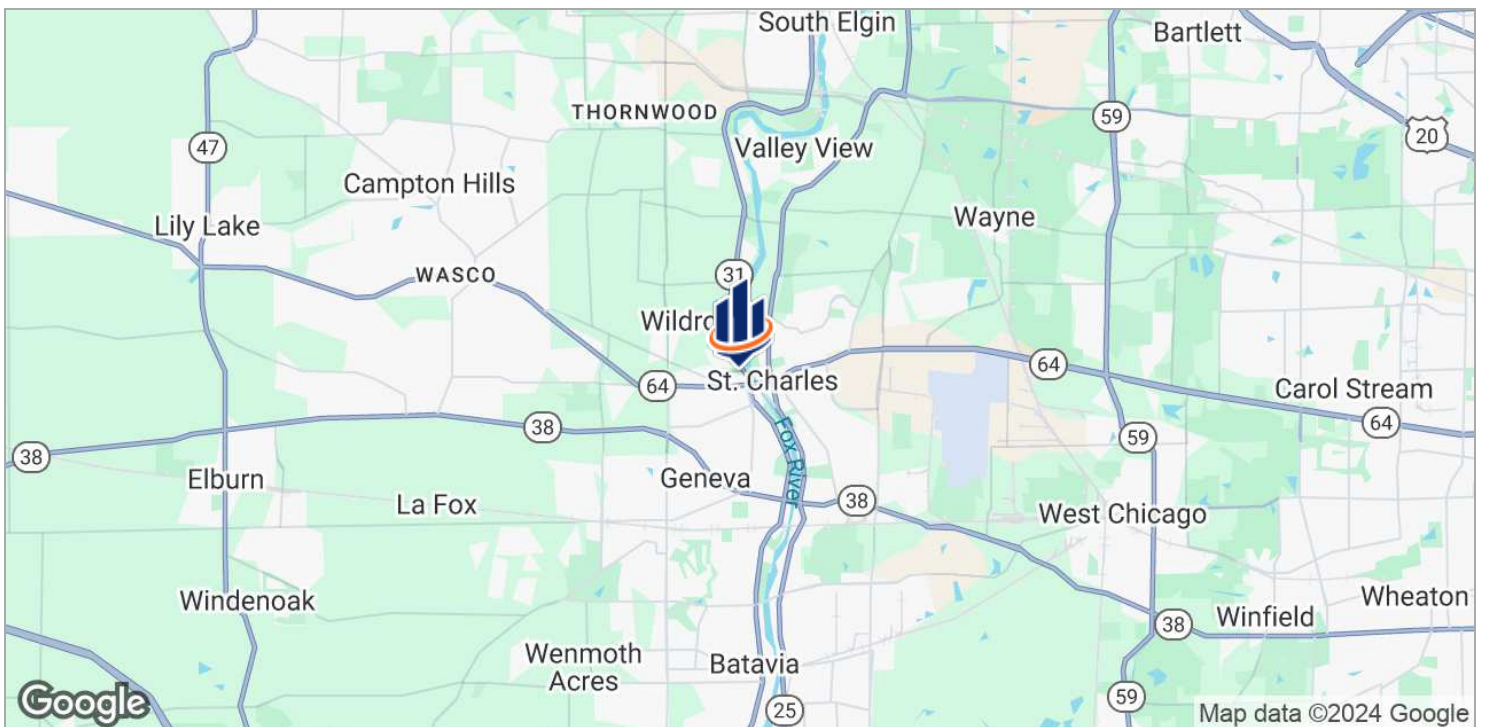 South Elgin
Bartlett
THORNWOOD
59
20
47
Valley View
Campton Hills
Wayne
Lily Lake
WASCO
31
64
64
St. Charles
Carol Stream
64
38
59
38
Fox River
Elburn
Geneva
La Fox
38
West Chicago
Windenoak
Wheaton
Winfield
38
Wenmoth
Acres
Batavia
59
25
Google
Map data ©2024 Google